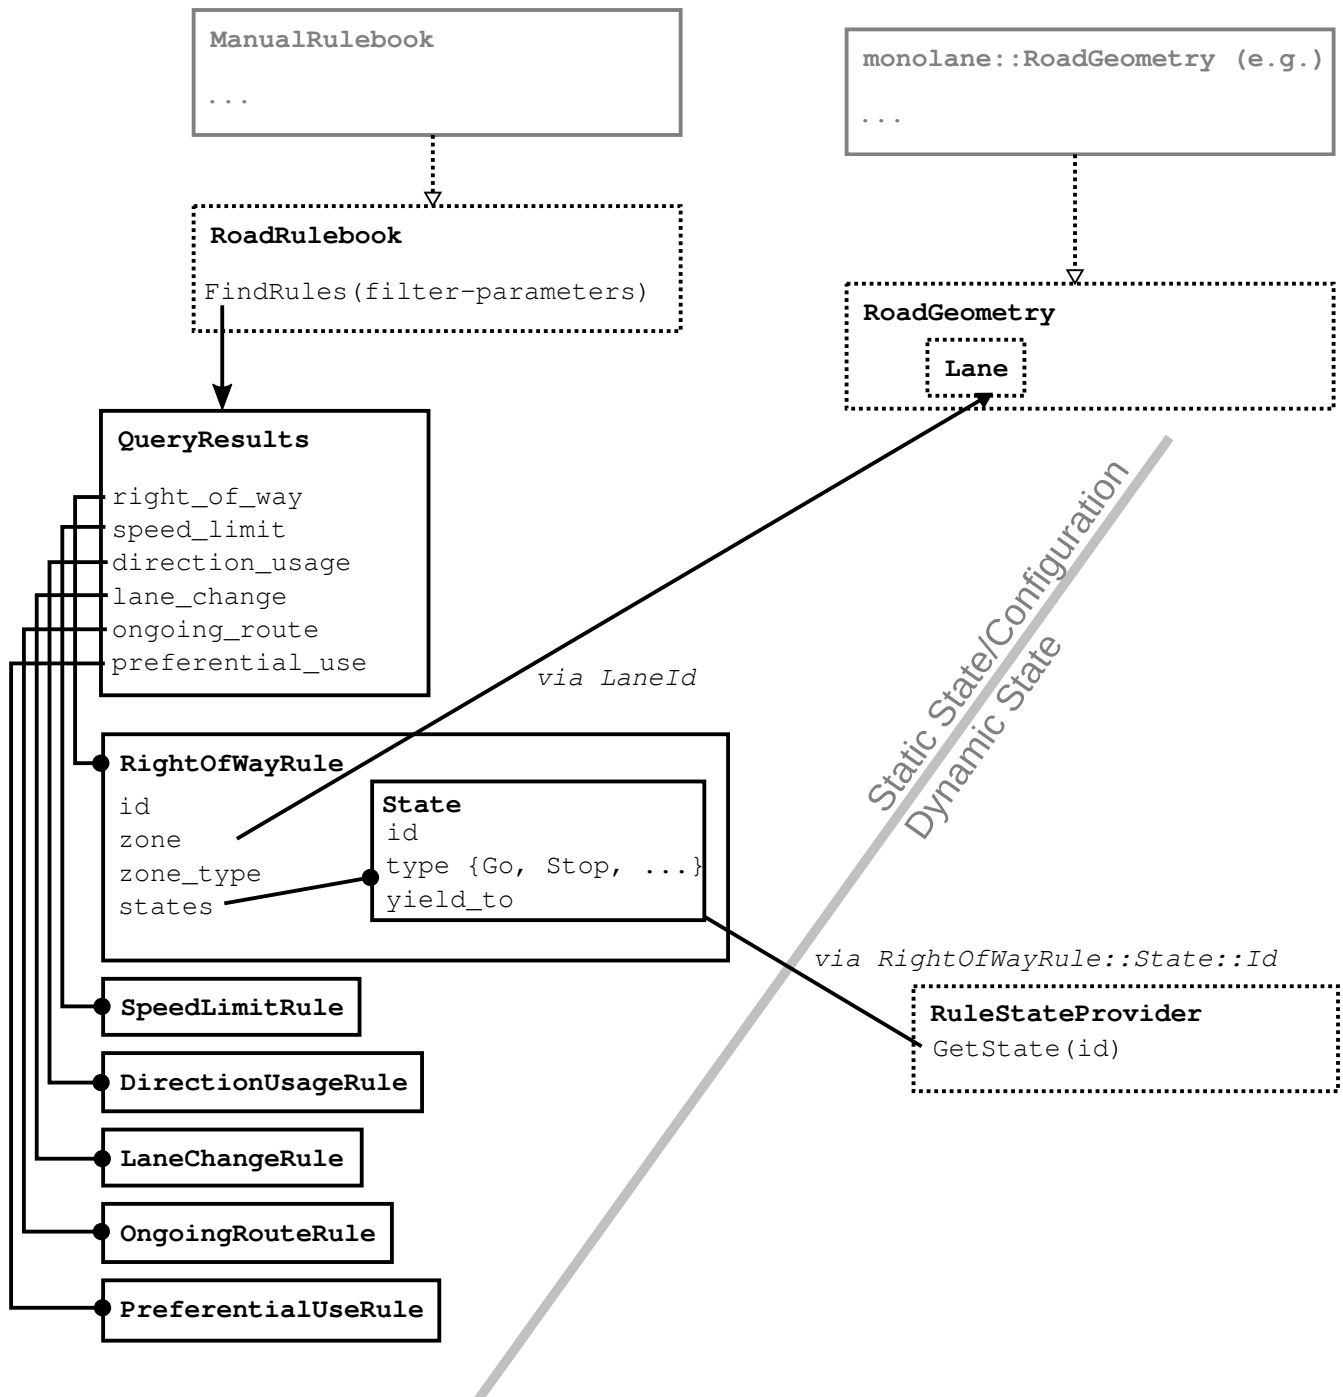 ManualRulebook
...
monolane::RoadGeometry (e.g.)
...
RoadRulebook
FindRules(filter-parameters)
RoadGeometry
Lane
QueryResults
right_of_way
speed_limit
direction_usage
lane_change
ongoing_route
preferential_use
via LaneId
Static State/Configuration
Dynamic State
RightOfWayRule
id
zone
zone_type
states
State
id
type {Go, Stop, ...}
yield_to
via RightOfWayRule::State::Id
RuleStateProvider
GetState(id)
SpeedLimitRule
DirectionUsageRule
LaneChangeRule
OngoingRouteRule
PreferentialUseRule